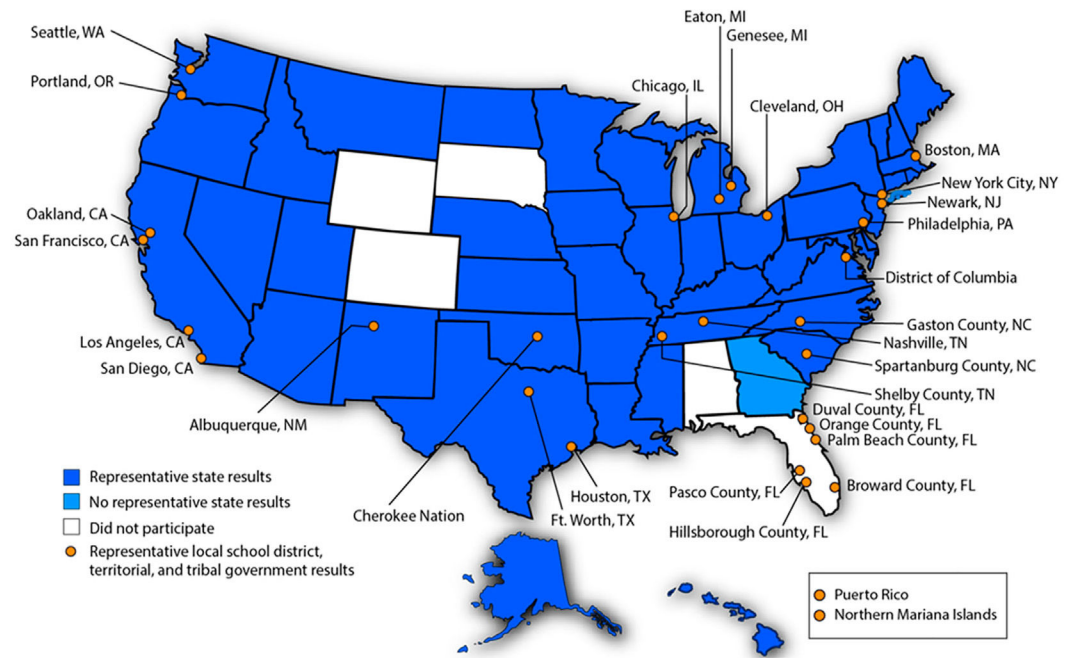 Eaton, MI
Genesee, MI
Seattle, WA
Portland, OR
Chicago, IL
Cleveland, OH
Boston, MA
New York City, NY
Newark, NJ
Philadelphia, PA
Oakland, CA
San Francisco, CA
District of Columbia
Gaston County, NC
Nashville, TN
Spartanburg County, NC
Shelby County, TN
Los Angeles, CA
San Diego, CA
Albuquerque, NM
Duval County, FL
Orange County, FL
Palm Beach County, FL
Broward County, FL
Pasco County, FL
Hillsborough County, FL
Houston, TX
Ft. Worth, TX
Cherokee Nation
Representative state results
No representative state results
Did not participate
Representative local school district,
territorial, and tribal government results
Puerto Rico
Northern Mariana Islands